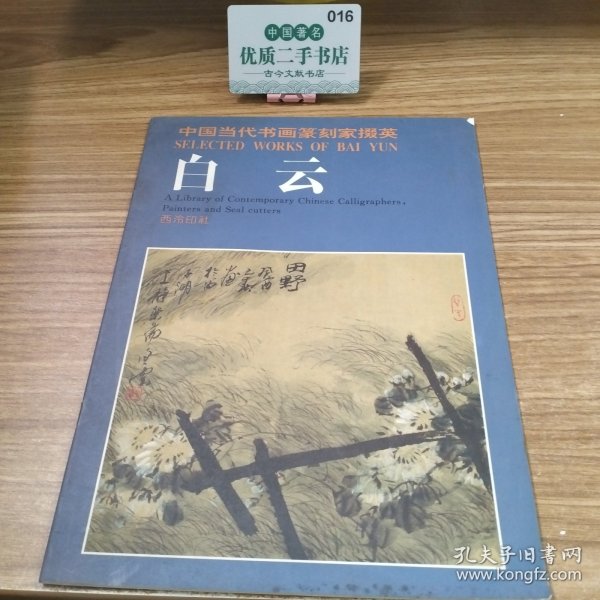 016
中国著名
优质二手书店
古今文献书店
中国当代书画篆刻家掇英
SELECTED WORKS OF BAI YUN
白云
A Library of Contemporary Chinese Calligraphers,
Painters and Seal cutters
西泠印社
田野
孔夫子旧书网
www.kongfz.com